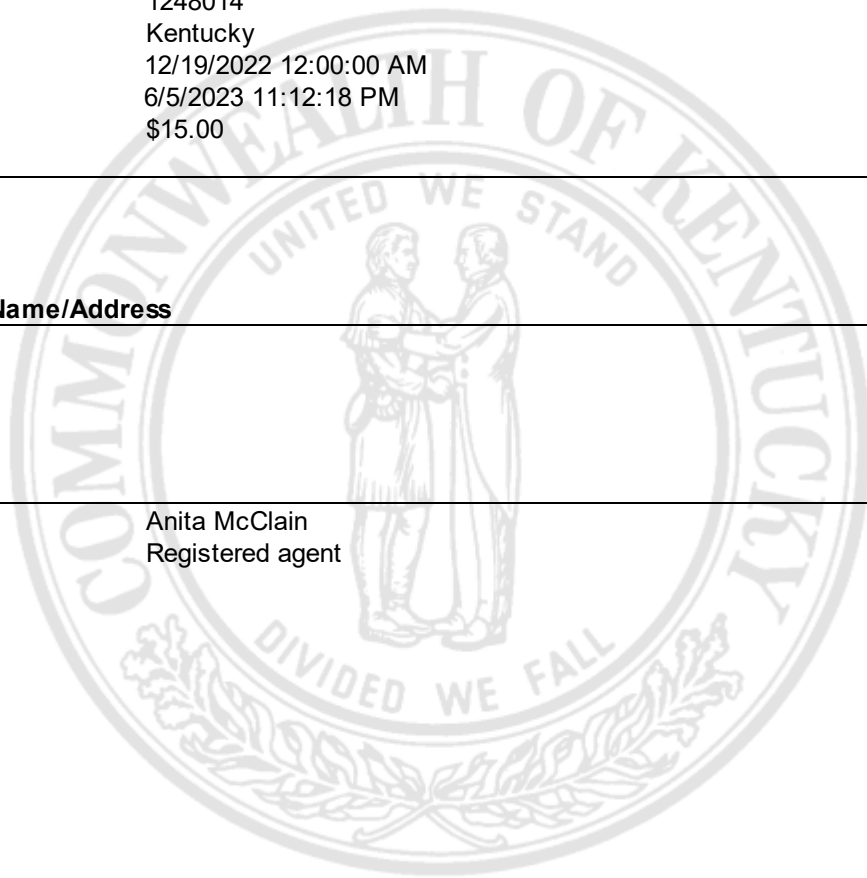 1248014
Kentucky
12/19/2022 12:00:00 AM
6/5/2023 11:12:18 PM
$15.00
Name/Address
Anita McClain
Registered agent
COMMONWEALTH OF KENTUCKY
UNITED WE STAND
DIVIDED WE FALL